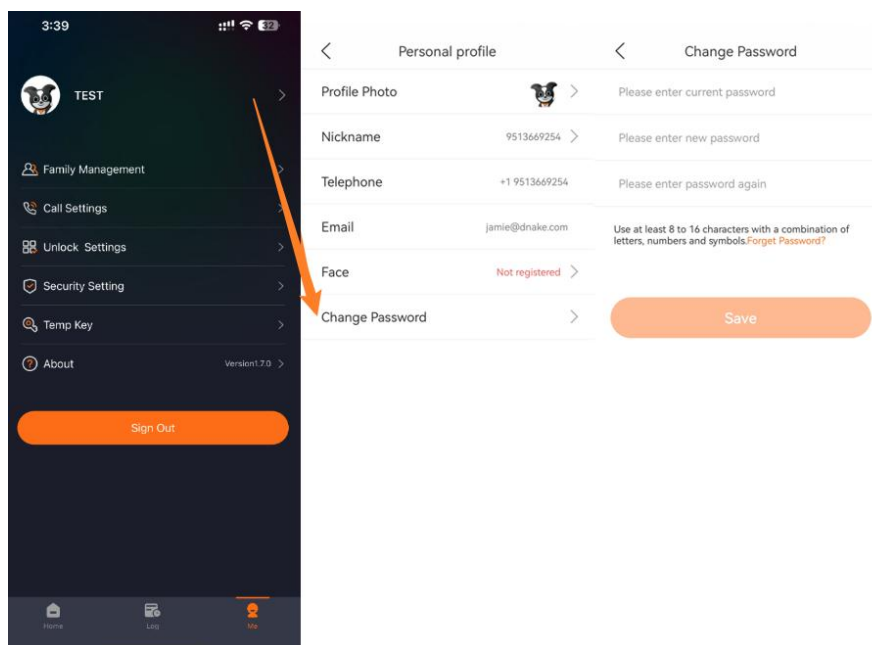 3:39
32
TEST
Family Management
Call Settings
Unlock Settings
Security Setting
Temp Key
About
Version1.7.0
Sign Out
Home
Log
Me
Personal profile
Profile Photo
Nickname
9513669254
Telephone
+1 9513669254
Email
jamie@dnake.com
Face
Not registered
Change Password
Change Password
Please enter current password
Please enter new password
Please enter password again
Use at least 8 to 16 characters with a combination of
letters, numbers and symbols.Forget Password?
Save